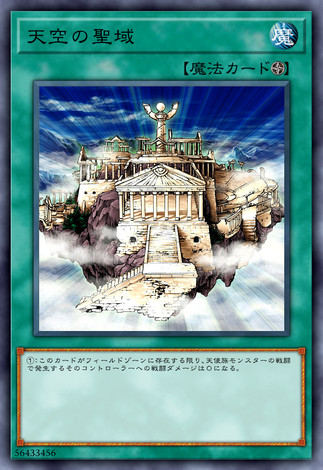 天空の聖域
魔
【魔法カード】
①：このカードがフィールドゾーンに存在する限り、天使族モンスターの戦闘
で発生するそのコントローラーへの戦闘ダメージは０になる。
56433456